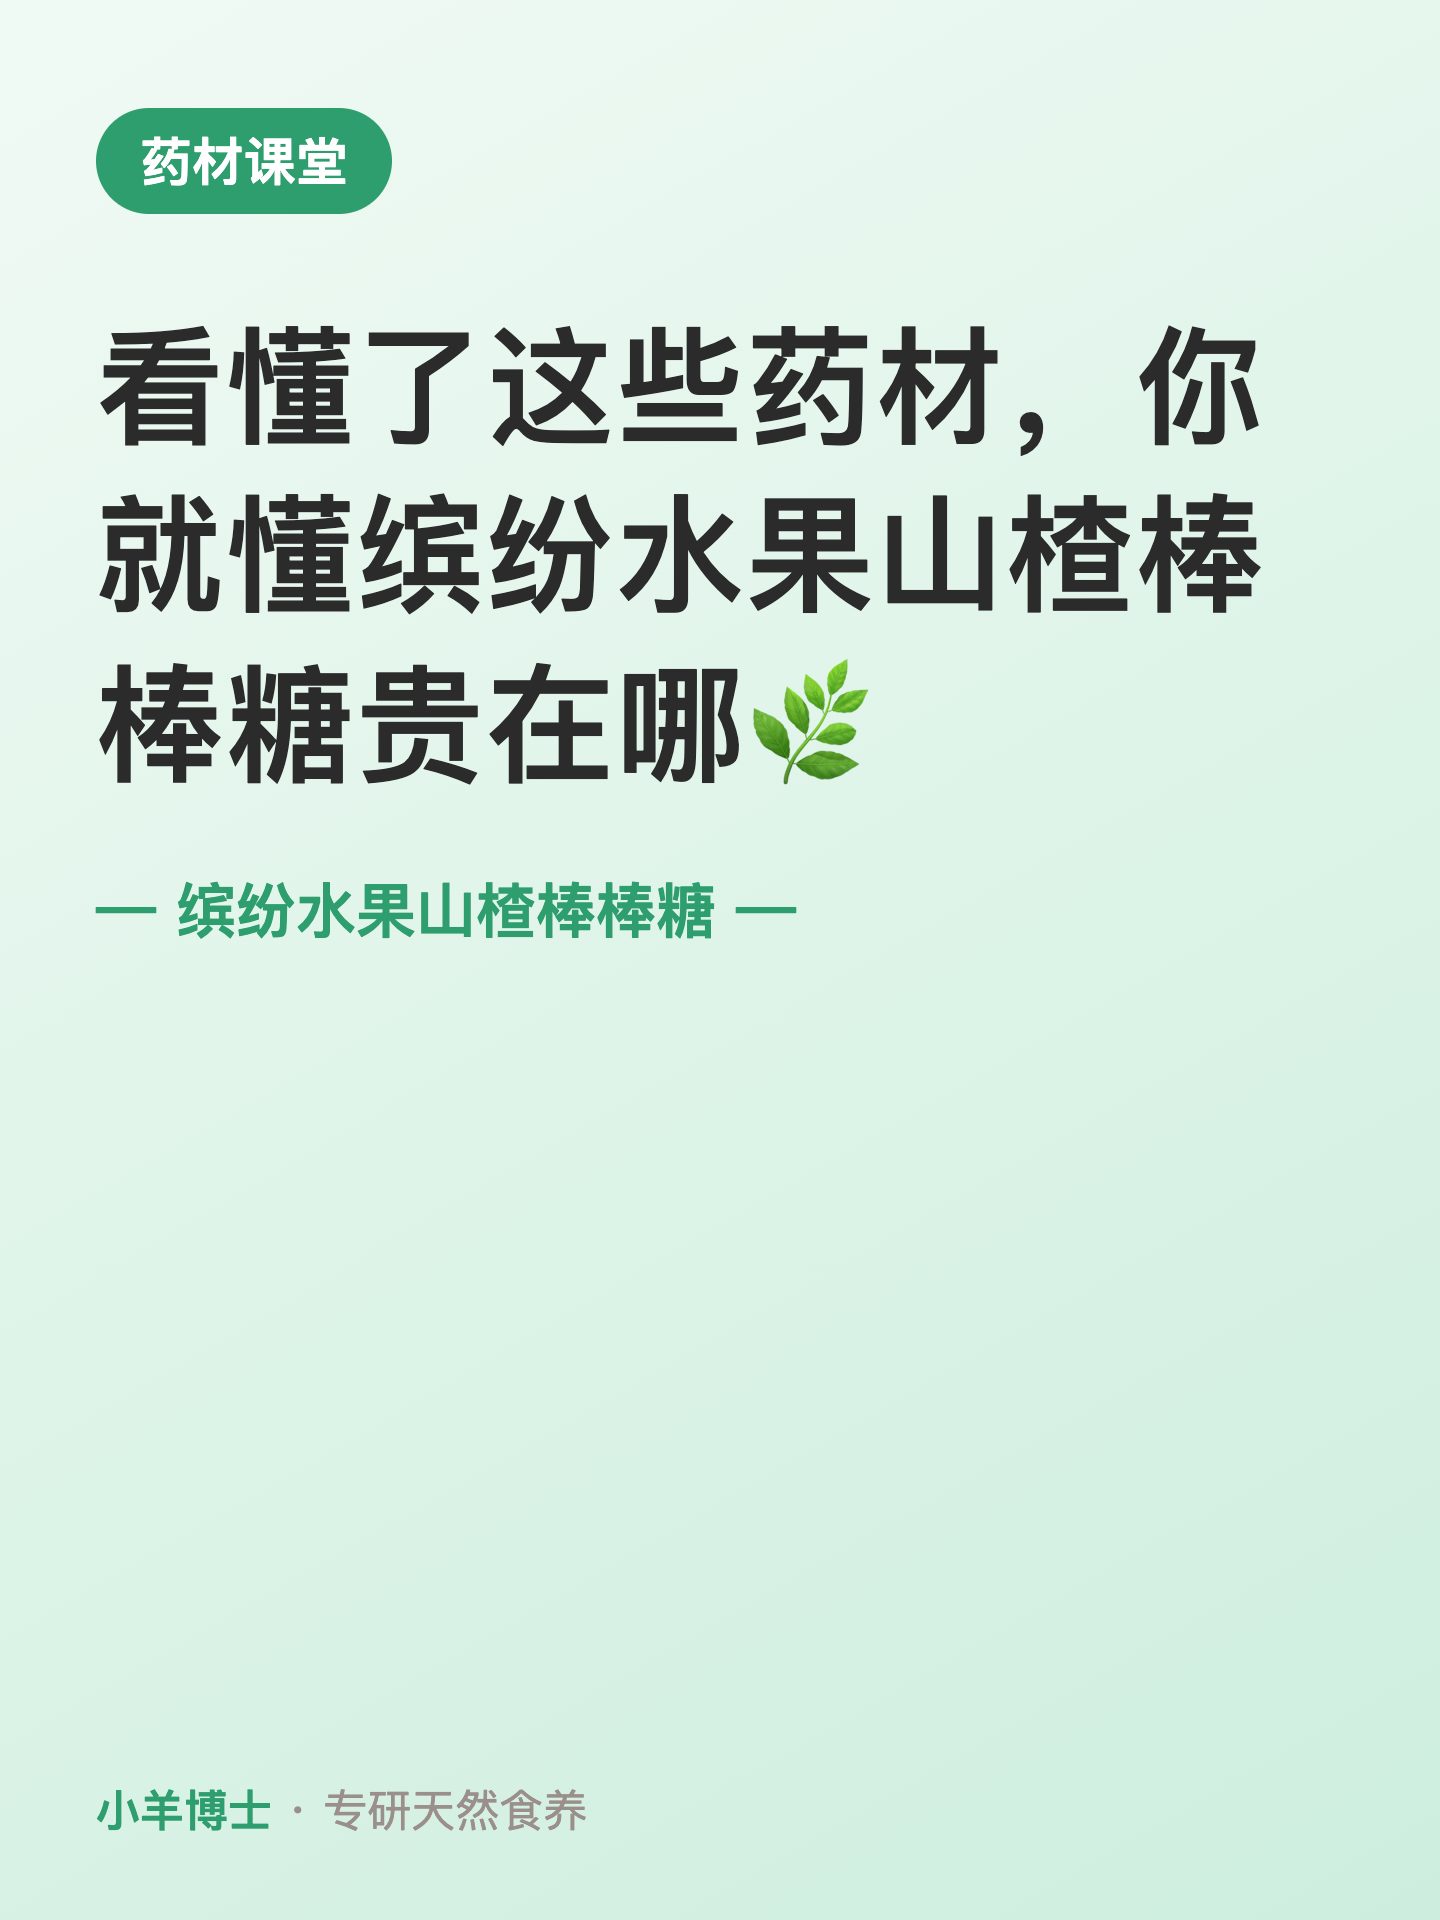 药材课堂
看懂了这些药材，你
就懂缤纷水果山楂棒
棒糖贵在哪🌿
— 缤纷水果山楂棒棒糖 —
小羊博士 · 专研天然食养